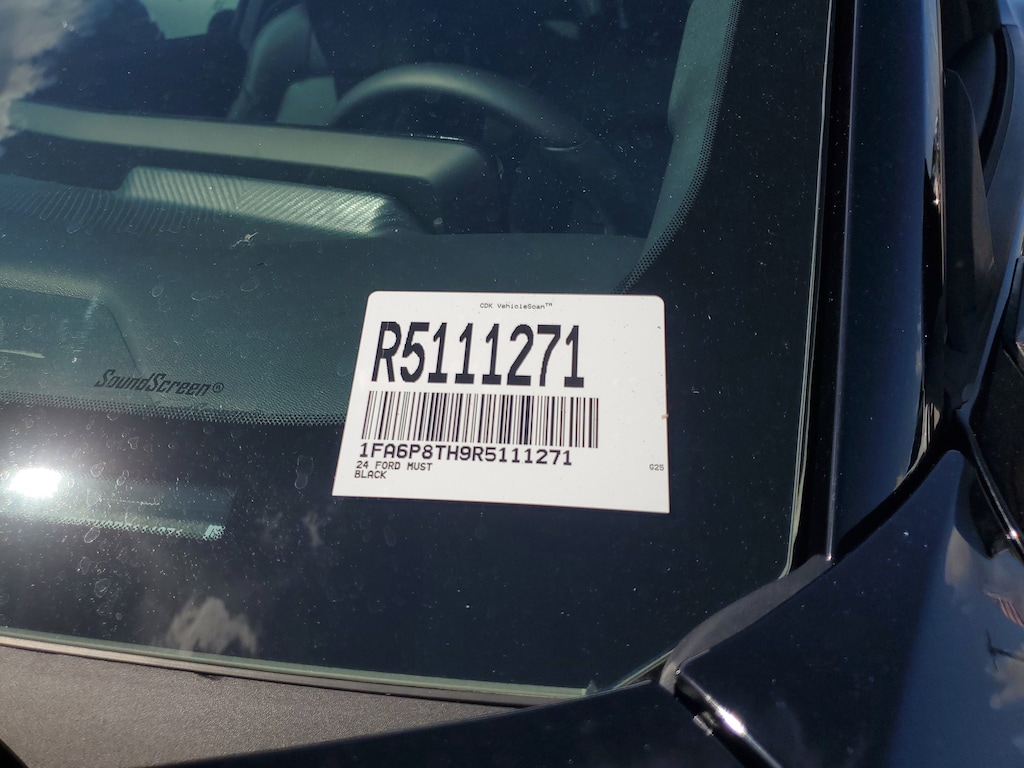 CDK VehicleScan™
R5111271
1FA6P8TH9R5111271
24 FORD MUST
BLACK
G25
SoundScreen®